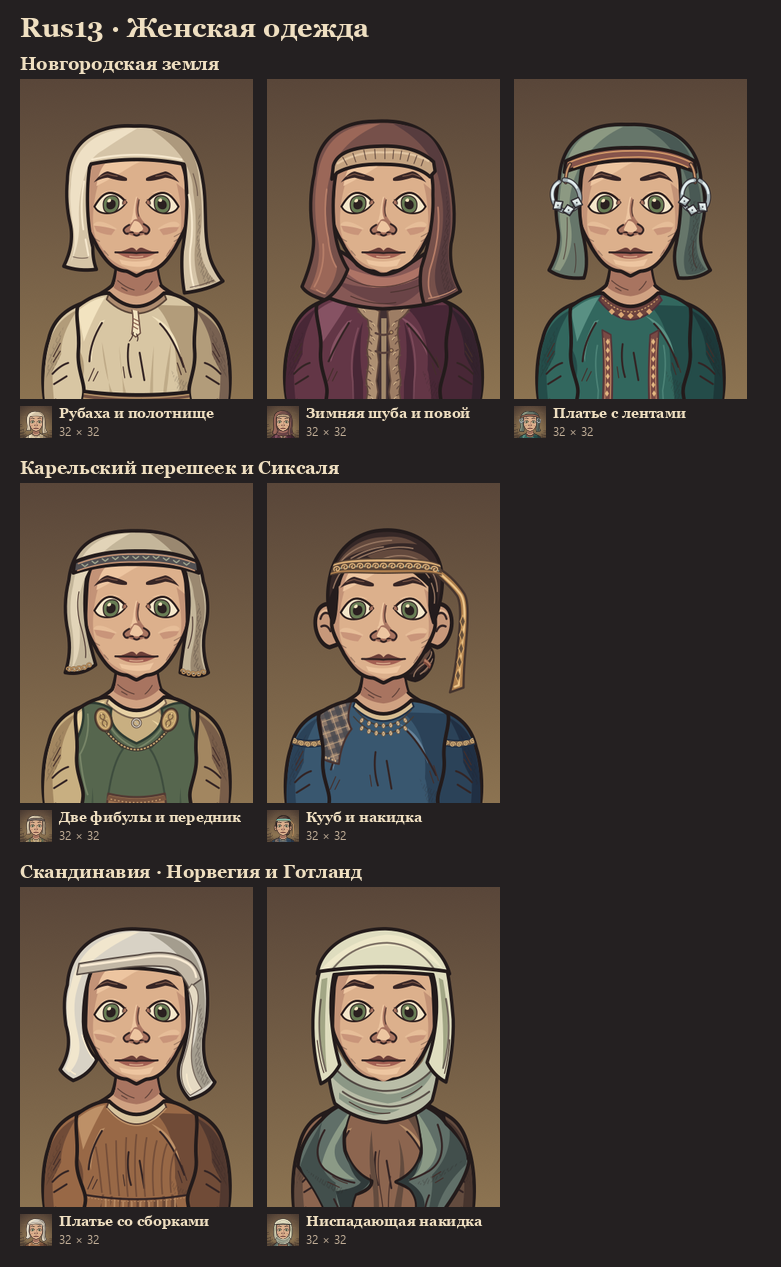 Rus13 · Женская одежда
Новгородская земля
Рубаха и полотнище
32 × 32
Зимняя шуба и повой
32 × 32
Платье с лентами
32 × 32
Карельский перешеек и Сиксаля
Две фибулы и передник
32 × 32
Кууб и накидка
32 × 32
Скандинавия · Норвегия и Готланд
Платье со сборками
32 × 32
Ниспадающая накидка
32 × 32